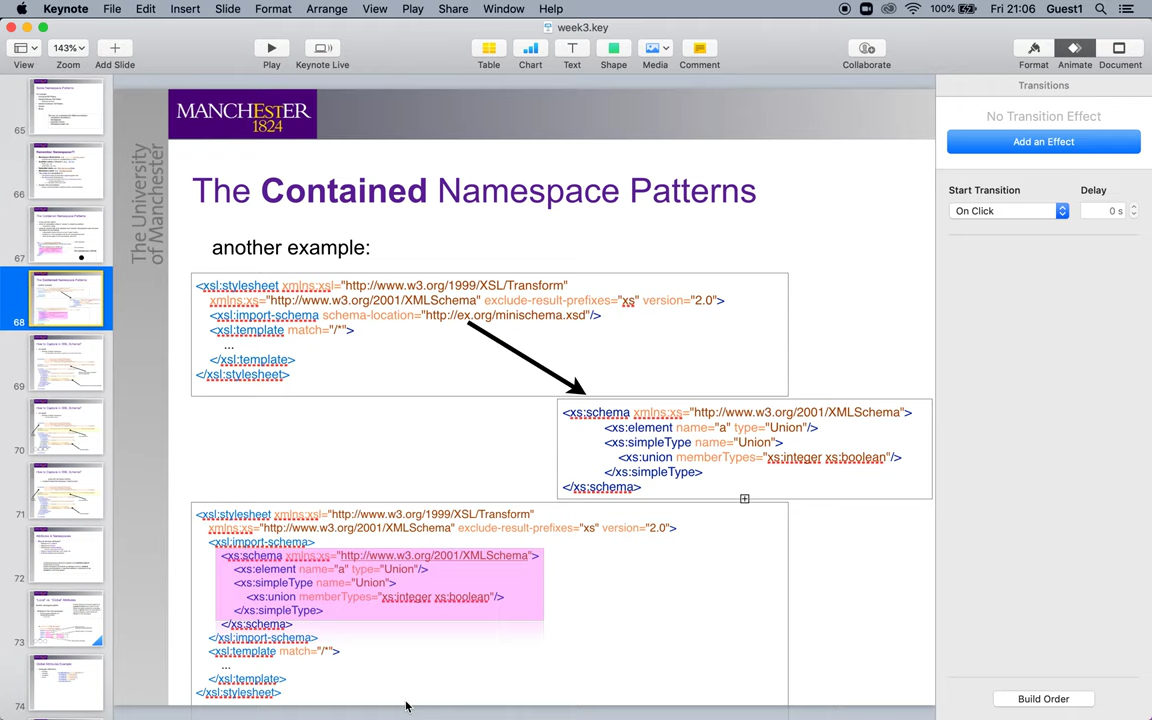 Keynote File Edit Insert Slide Format Arrange View Play Share Window Help 100% Fri 21:06 Guest1
week3.key
143%
View Zoom Add Slide Play Keynote Live Table Chart Text Shape Media Comment Collaborate Format Animate Document
Transitions
No Transition Effect
Add an Effect
Start Transition Delay
On Click 0 s
Build Order
65
66
67
68
69
70
71
72
73
74
MANCHESTER
1824
The University
of Manchester
The Contained Namespace Patterns
another example:
<xsl:stylesheet xmlns:xsl="http://www.w3.org/1999/XSL/Transform"
xmlns:xs="http://www.w3.org/2001/XMLSchema" exclude-result-prefixes="xs" version="2.0">
<xsl:import-schema schema-location="http://ex.org/minischema.xsd"/>
<xsl:template match="/*">
...
</xsl:template>
</xsl:stylesheet>
<xs:schema xmlns:xs="http://www.w3.org/2001/XMLSchema">
<xs:element name="a" type="Union"/>
<xs:simpleType name="Union">
<xs:union memberTypes="xs:integer xs:boolean"/>
</xs:simpleType>
</xs:schema>
<xsl:stylesheet xmlns:xsl="http://www.w3.org/1999/XSL/Transform"
xmlns:xs="http://www.w3.org/2001/XMLSchema" exclude-result-prefixes="xs" version="2.0">
<xsl:import-schema>
<xs:schema xmlns:xs="http://www.w3.org/2001/XMLSchema">
<xs:element name="a" type="Union"/>
<xs:simpleType name="Union">
<xs:union memberTypes="xs:integer xs:boolean"/>
</xs:simpleType>
</xs:schema>
</xsl:import-schema>
<xsl:template match="/*">
...
</xsl:template>
</xsl:stylesheet>